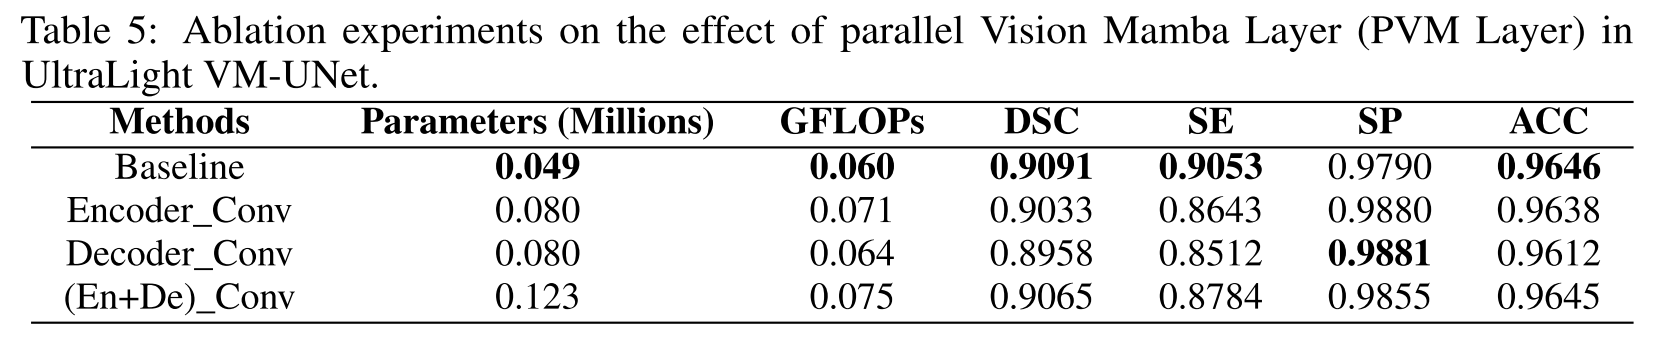 Table 5: Ablation experiments on the effect of parallel Vision Mamba Layer (PVM Layer) in
UltraLight VM-UNet.
Methods Parameters (Millions) GFLOPs DSC SE SP ACC
Baseline 0.049 0.060 0.9091 0.9053 0.9790 0.9646
Encoder_Conv 0.080 0.071 0.9033 0.8643 0.9880 0.9638
Decoder_Conv 0.080 0.064 0.8958 0.8512 0.9881 0.9612
(En+De)_Conv 0.123 0.075 0.9065 0.8784 0.9855 0.9645